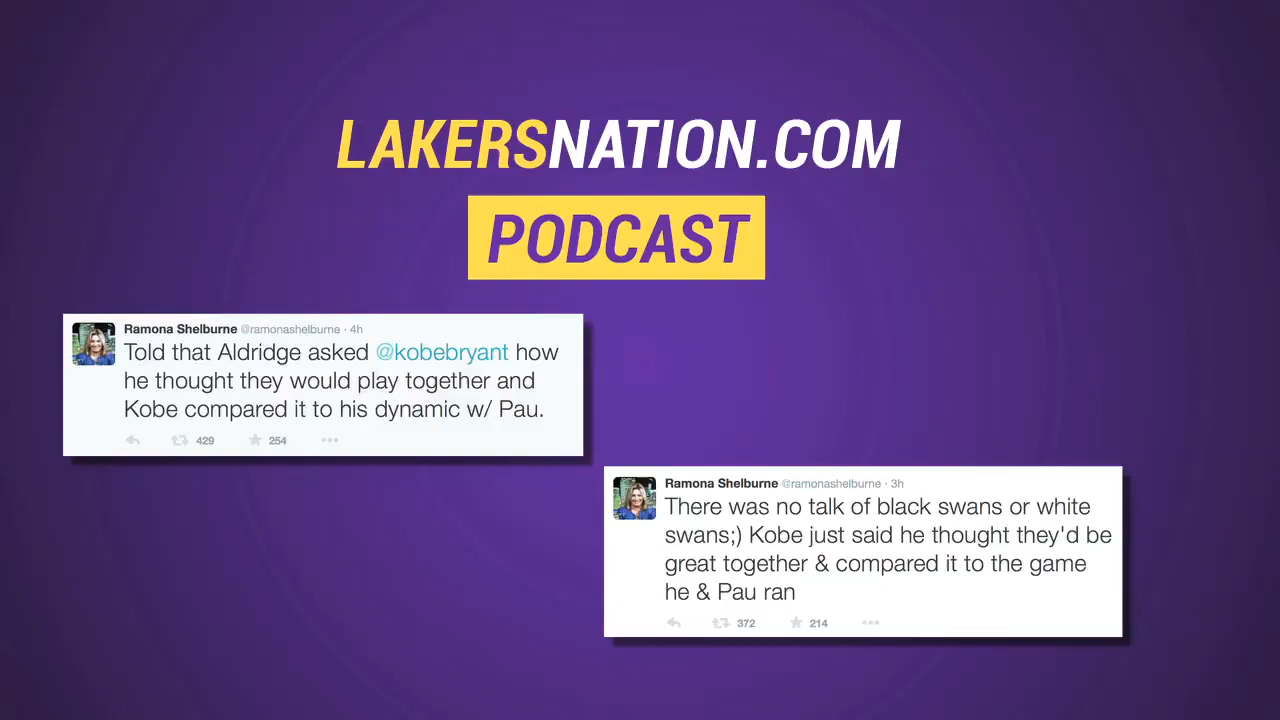 LAKERSNATION.COM
PODCAST
Ramona Shelburne @ramonashelburne · 4h
Told that Aldridge asked @kobebryant how
he thought they would play together and
Kobe compared it to his dynamic w/ Pau.
429 254
Ramona Shelburne @ramonashelburne · 3h
There was no talk of black swans or white
swans;) Kobe just said he thought they'd be
great together & compared it to the game
he & Pau ran
372 214